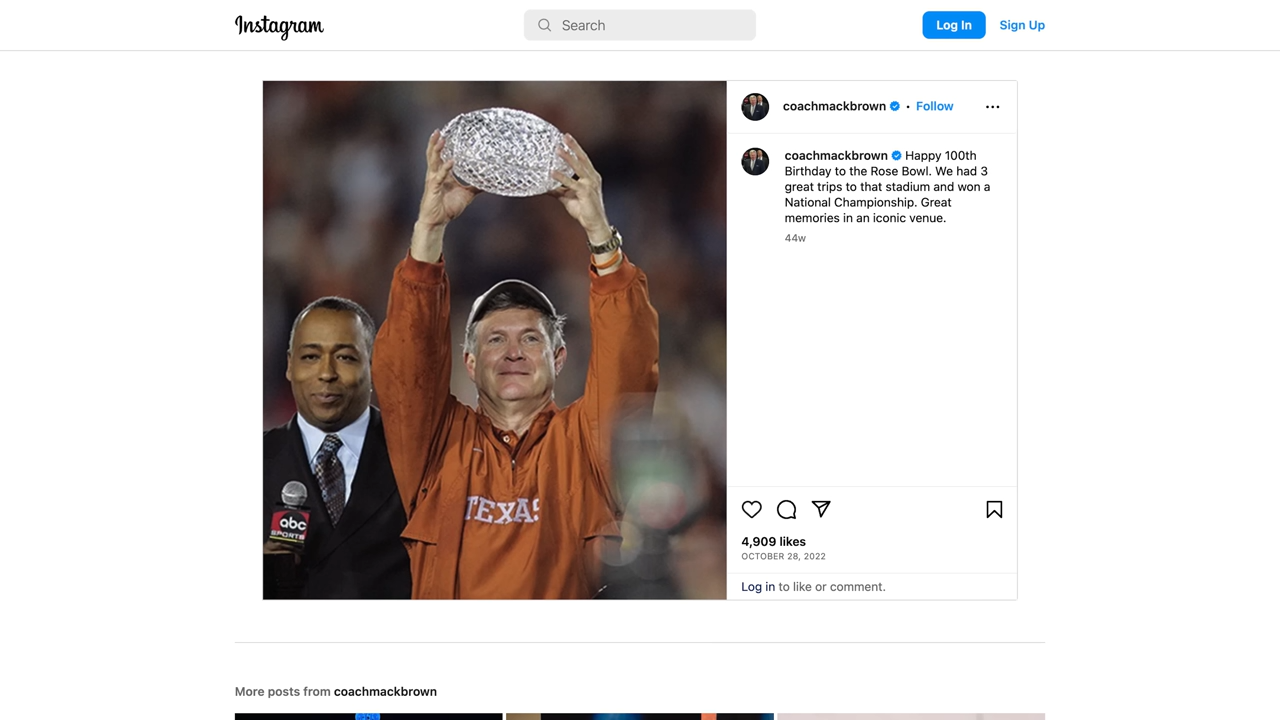 Instagram
Search
Log In
Sign Up
coachmackbrown • Follow
coachmackbrown Happy 100th
Birthday to the Rose Bowl. We had 3
great trips to that stadium and won a
National Championship. Great
memories in an iconic venue.
44w
TEXAS
abc
SPORTS
4,909 likes
OCTOBER 28, 2022
Log in to like or comment.
More posts from coachmackbrown